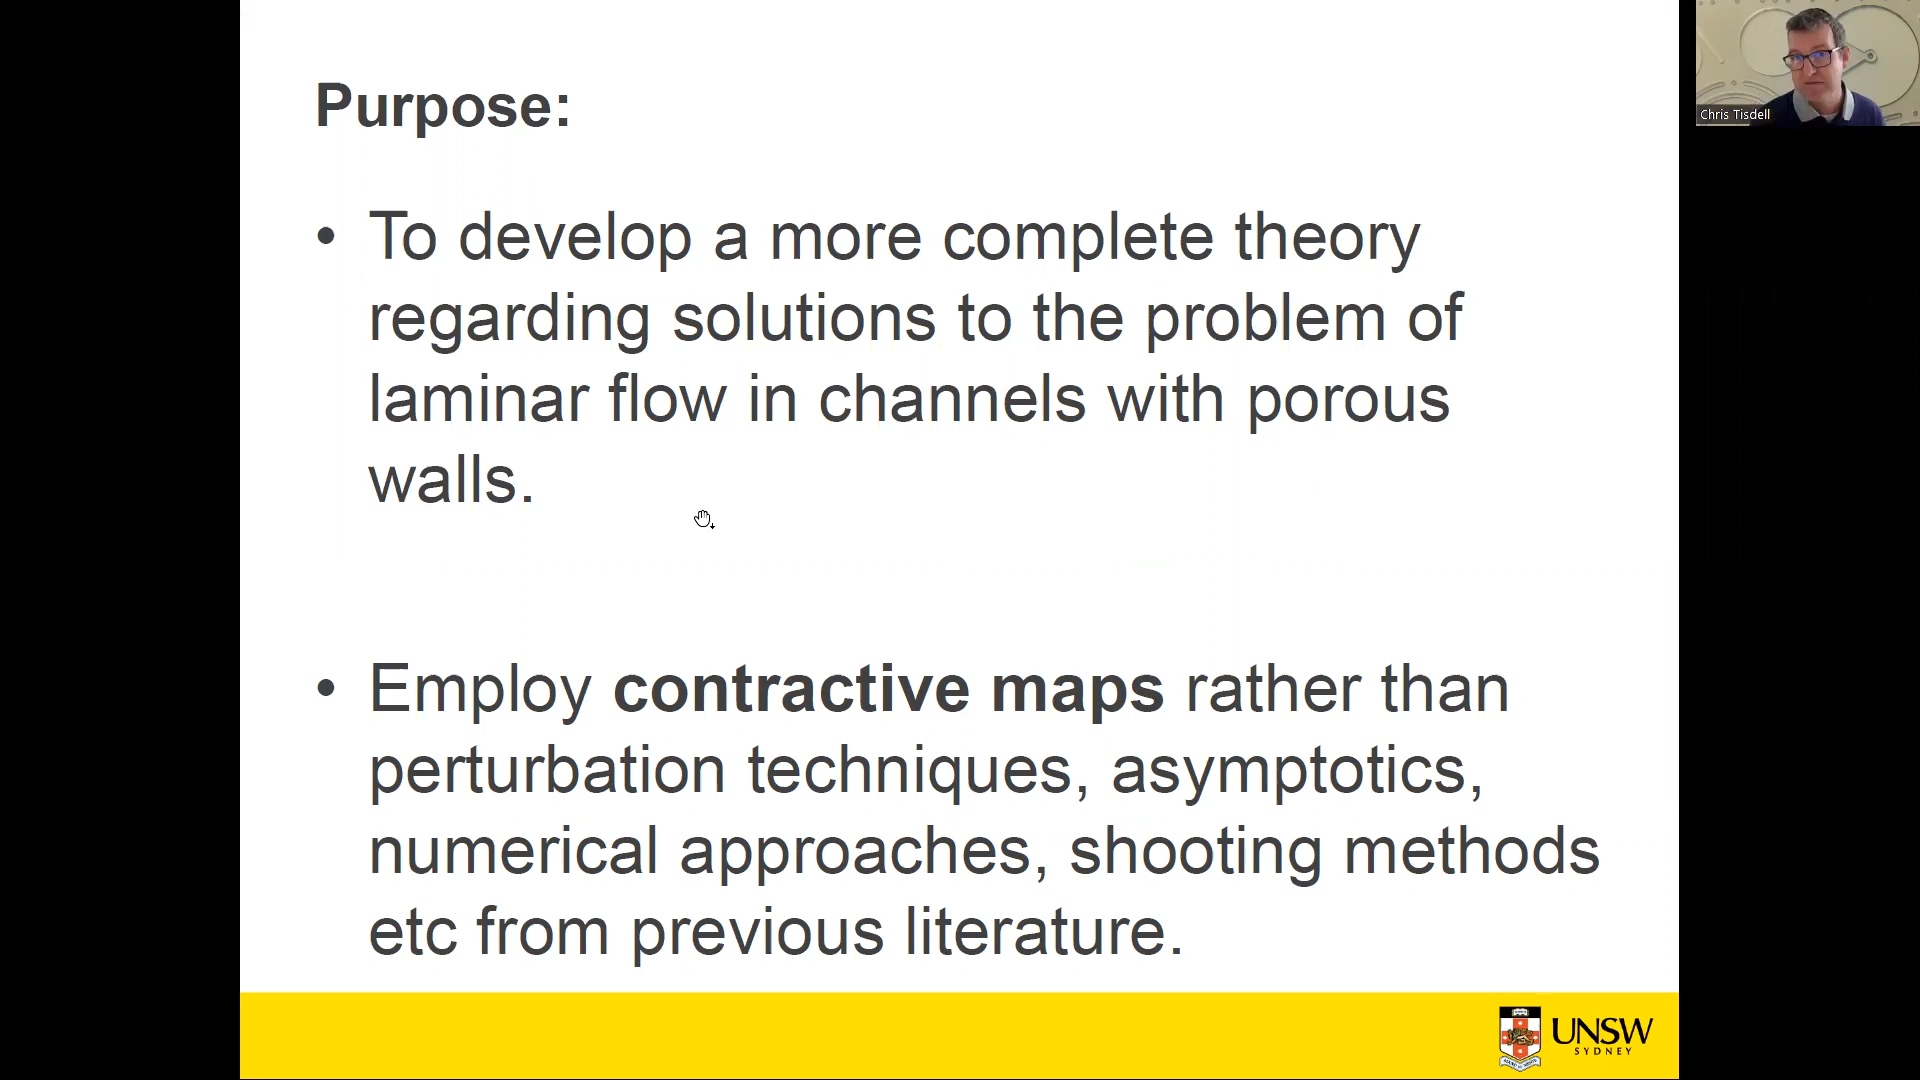 Purpose:
• To develop a more complete theory
regarding solutions to the problem of
laminar flow in channels with porous
walls.
• Employ contractive maps rather than
perturbation techniques, asymptotics,
numerical approaches, shooting methods
etc from previous literature.
Chris Tisdell
UNSW
SYDNEY